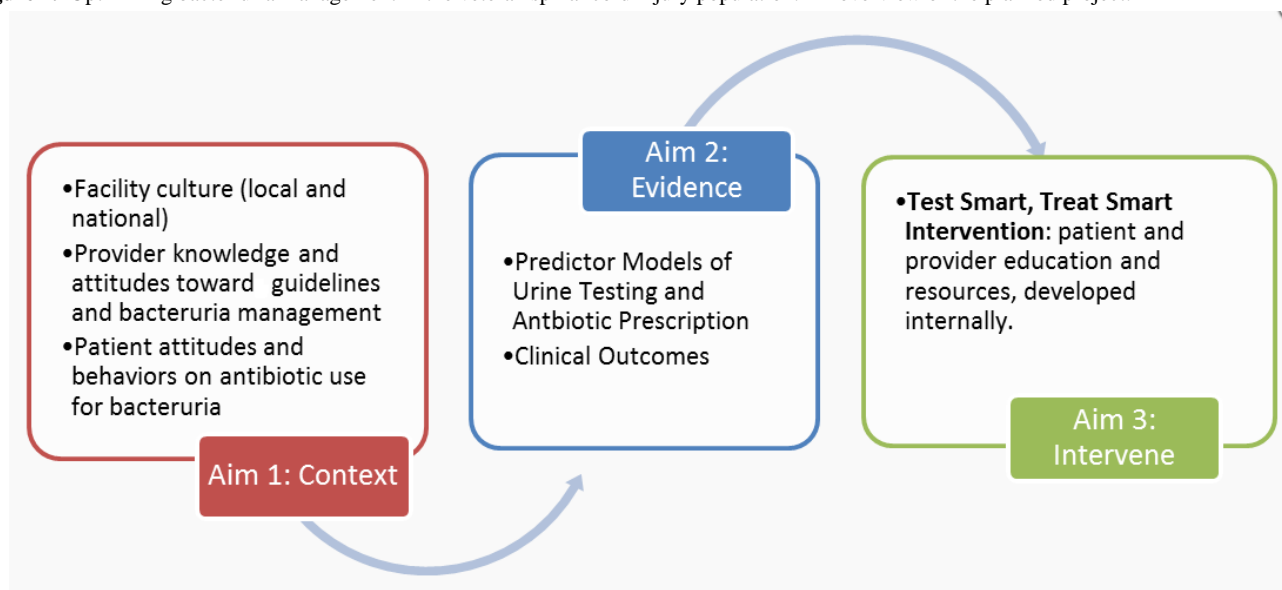 •Facility culture (local and
national)
•Provider knowledge and
attitudes toward guidelines
and bacteruria management
•Patient attitudes and
behaviors on antibiotic use
for bacteruria
Aim 1: Context
Aim 2:
Evidence
•Predictor Models of
Urine Testing and
Antbiotic Prescription
•Clinical Outcomes
•Test Smart, Treat Smart
Intervention: patient and
provider education and
resources, developed
internally.
Aim 3:
Intervene